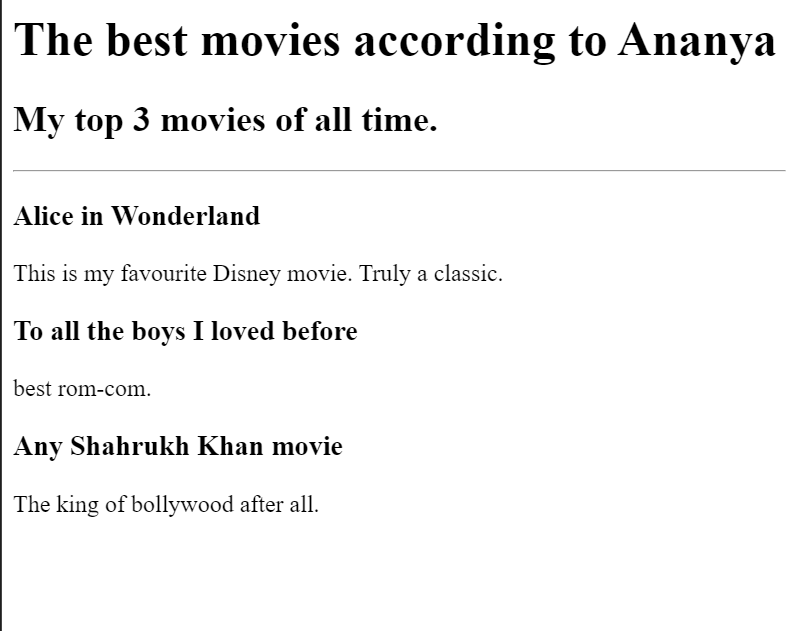 The best movies according to Ananya
My top 3 movies of all time.
Alice in Wonderland
This is my favourite Disney movie. Truly a classic.
To all the boys I loved before
best rom-com.
Any Shahrukh Khan movie
The king of bollywood after all.